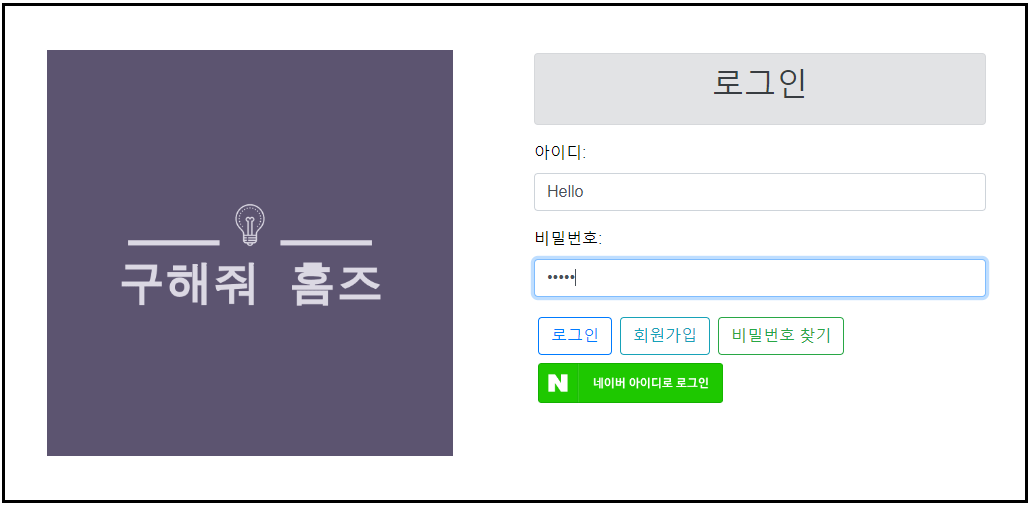 구해줘 홈즈
로그인
아이디:
Hello
비밀번호:
•••••
로그인 회원가입 비밀번호 찾기
N 네이버 아이디로 로그인